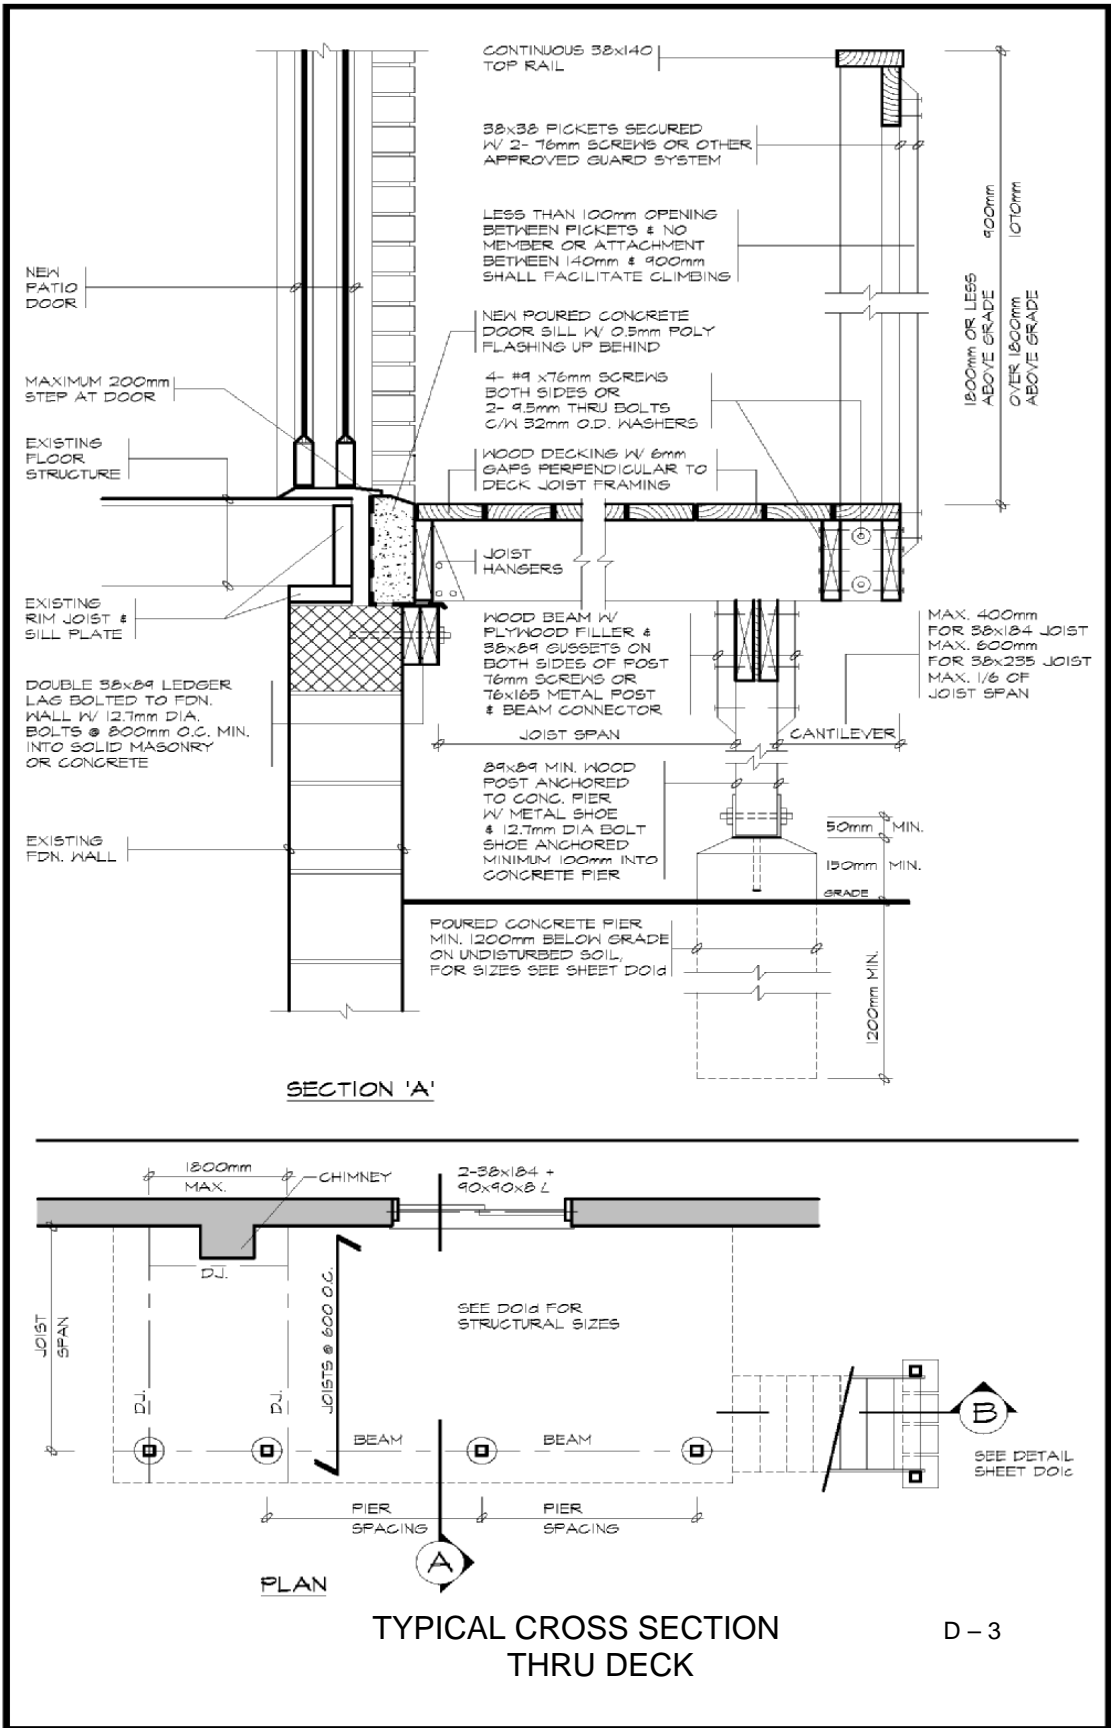 CONTINUOUS 38x140
TOP RAIL
38x38 PICKETS SECURED
W/ 2- 76mm SCREWS OR OTHER
APPROVED GUARD SYSTEM
LESS THAN 100mm OPENING
BETWEEN PICKETS & NO
MEMBER OR ATTACHMENT
BETWEEN 140mm & 900mm
SHALL FACILITATE CLIMBING
NEW
PATIO
DOOR
NEW POURED CONCRETE
DOOR SILL W/ 0.5mm POLY
FLASHING UP BEHIND
MAXIMUM 200mm
STEP AT DOOR
4- #9 x76mm SCREWS
BOTH SIDES OR
2- 9.5mm THRU BOLTS
C/W 32mm O.D. WASHERS
EXISTING
FLOOR
STRUCTURE
WOOD DECKING W/ 6mm
GAPS PERPENDICULAR TO
DECK JOIST FRAMING
1800mm OR LESS
ABOVE GRADE
900mm
OVER 1800mm
ABOVE GRADE
1070mm
JOIST
HANGERS
EXISTING
RIM JOIST &
SILL PLATE
WOOD BEAM W/
PLYWOOD FILLER &
38x89 GUSSETS ON
BOTH SIDES OF POST
76mm SCREWS OR
76x165 METAL POST
& BEAM CONNECTOR
MAX. 400mm
FOR 38x184 JOIST
MAX. 600mm
FOR 38x235 JOIST
MAX. 1/6 OF
JOIST SPAN
DOUBLE 38x89 LEDGER
LAG BOLTED TO FDN.
WALL W/ 12.7mm DIA.
BOLTS @ 800mm O.C. MIN.
INTO SOLID MASONRY
OR CONCRETE
JOIST SPAN
CANTILEVER
89x89 MIN. WOOD
POST ANCHORED
TO CONC. PIER
W/ METAL SHOE
& 12.7mm DIA BOLT
SHOE ANCHORED
MINIMUM 100mm INTO
CONCRETE PIER
50mm MIN.
150mm MIN.
GRADE
EXISTING
FDN. WALL
POURED CONCRETE PIER
MIN. 1200mm BELOW GRADE
ON UNDISTURBED SOIL,
FOR SIZES SEE SHEET D01d
1200mm MIN.
SECTION 'A'
1800mm
MAX.
CHIMNEY
2-38x184 +
90x90x8 L
D.J.
JOIST
SPAN
JOISTS @ 600 O.C.
SEE D01d FOR
STRUCTURAL SIZES
D.J.
D.J.
BEAM
BEAM
B
SEE DETAIL
SHEET D01c
PIER
SPACING
PIER
SPACING
A
PLAN
TYPICAL CROSS SECTION
THRU DECK
D – 3